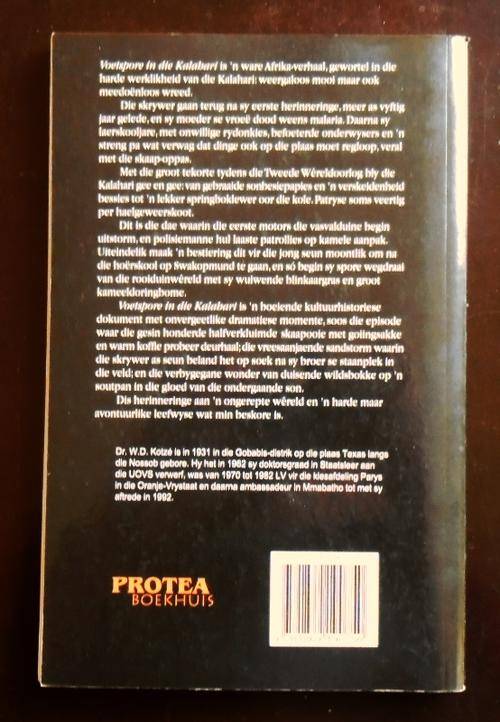 Voetspore in die Kalahari is 'n ware Afrika-verhaal, gewortel in die
harde werklikheid van die Kalahari: weergaloos mooi maar ook
meedoënloos wreed.
Die skrywer gaan terug na sy eerste herinneringe, meer as vyftig
jaar gelede, en sy moeder se vroeë dood weens malaria. Daarna sy
laerskooljare, met onwillige rydonkies, befoeterde onderwysers en 'n
streng pa wat verwag dat dinge ook op die plaas moet regloop, veral
met die skaap-oppas.
Met die groot tekorte tydens die Tweede Wêreldoorlog bly die
Kalahari gee en gee: van gebraaide sonbesiepapies en 'n verskeidenheid
bessies tot 'n lekker springboklewer oor die kole. Patryse soms veertig
per haelgeweerskoot.
Dit is die dae waarin die eerste motors die vasvalduine begin
uitstorm, en polisiemanne hul laaste patrollies op kamele aanpak.
Uiteindelik maak 'n bestiering dit vir die jong seun moontlik om na
die hoërskool op Swakopmund te gaan, en só begin sy spore wegdraai
van die rooiduinwêreld met sy wuiwende blinkaargras en groot
kameeldoringbome.
Voetspore in die Kalahari is 'n boeiende kultuurhistoriese
dokument met onvergeetlike dramatiese momente, soos die episode
waar die gesin honderde halfverkluimde skaapooie met goiingsakke
en warm koffie probeer deurhaal; die vreesaanjaende sandstorm waarin
die skrywer as seun beland het op soek na sy broer se staanplek in
die veld; en die verbygegane wonder van duisende wildsbokke op 'n
soutpan in die gloed van die ondergaande son.
Dis herinneringe aan 'n ongerepte wêreld en 'n harde maar
avontuurlike leefwyse wat min beskore is.
Dr. W.D. Kotzé is in 1931 in die Gobabis-distrik op die plaas Texas langs
die Nossob gebore. Hy het in 1962 sy doktorsgraad in Staatsleer aan
die UOVS verwerf, was van 1970 tot 1982 LV vir die kiesafdeling Parys
in die Oranje-Vrystaat en daarna ambassadeur in Mmabatho tot met sy
aftrede in 1992.
PROTEA
BOEKHUIS